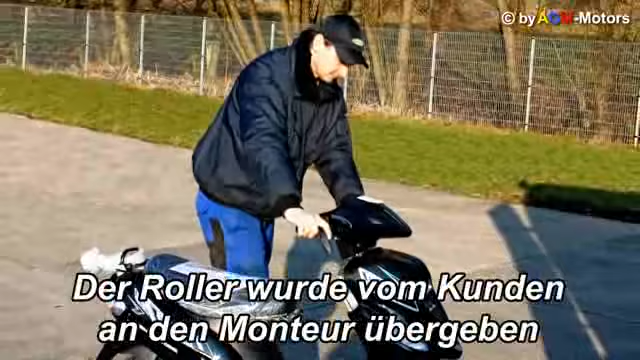 © by AGM-Motors
Der Roller wurde vom Kunden
an den Monteur übergeben